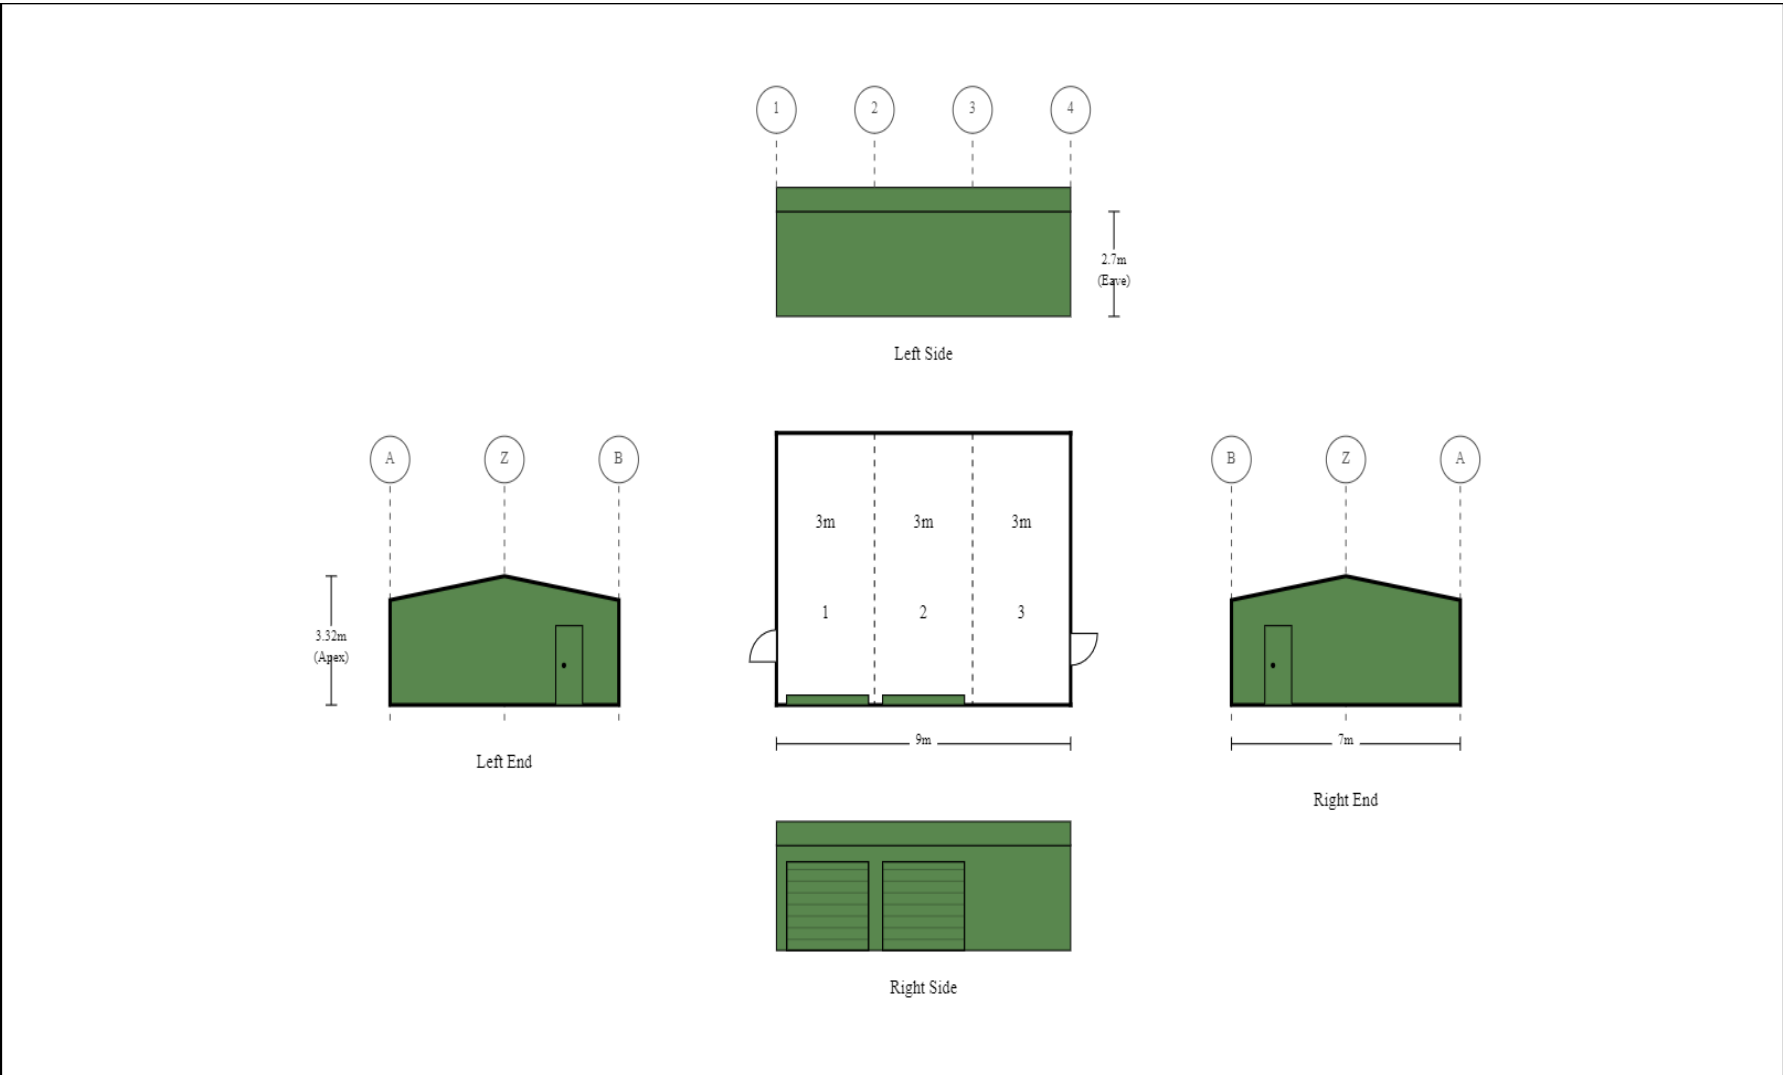 1 2 3 4
2.7m
(Eave)
Left Side
A Z B
B Z A
3m 3m 3m
1 2 3
3.32m
(Apex)
9m
7m
Left End
Right End
Right Side